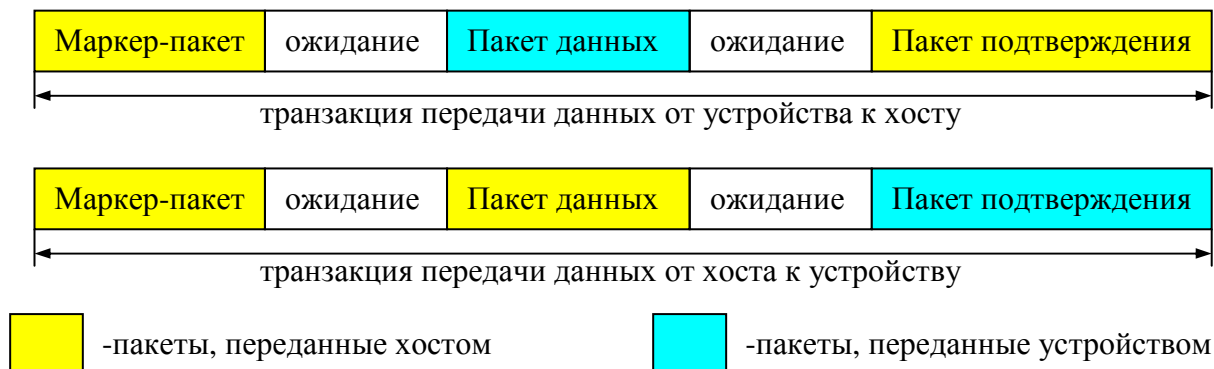 Маркер-пакет ожидание Пакет данных ожидание Пакет подтверждения
транзакция передачи данных от устройства к хосту
Маркер-пакет ожидание Пакет данных ожидание Пакет подтверждения
транзакция передачи данных от хоста к устройству
-пакеты, переданные хостом -пакеты, переданные устройством